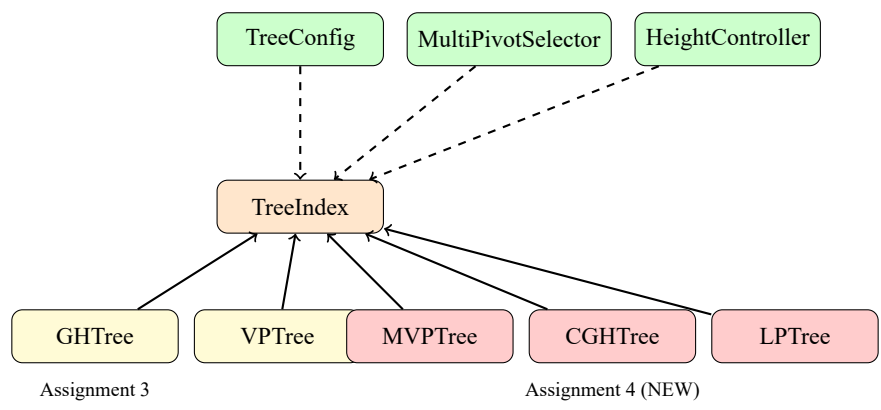 TreeConfig
MultiPivotSelector
HeightController
TreeIndex
GHTree
VPTree
MVPTree
CGHTree
LPTree
Assignment 3
Assignment 4 (NEW)